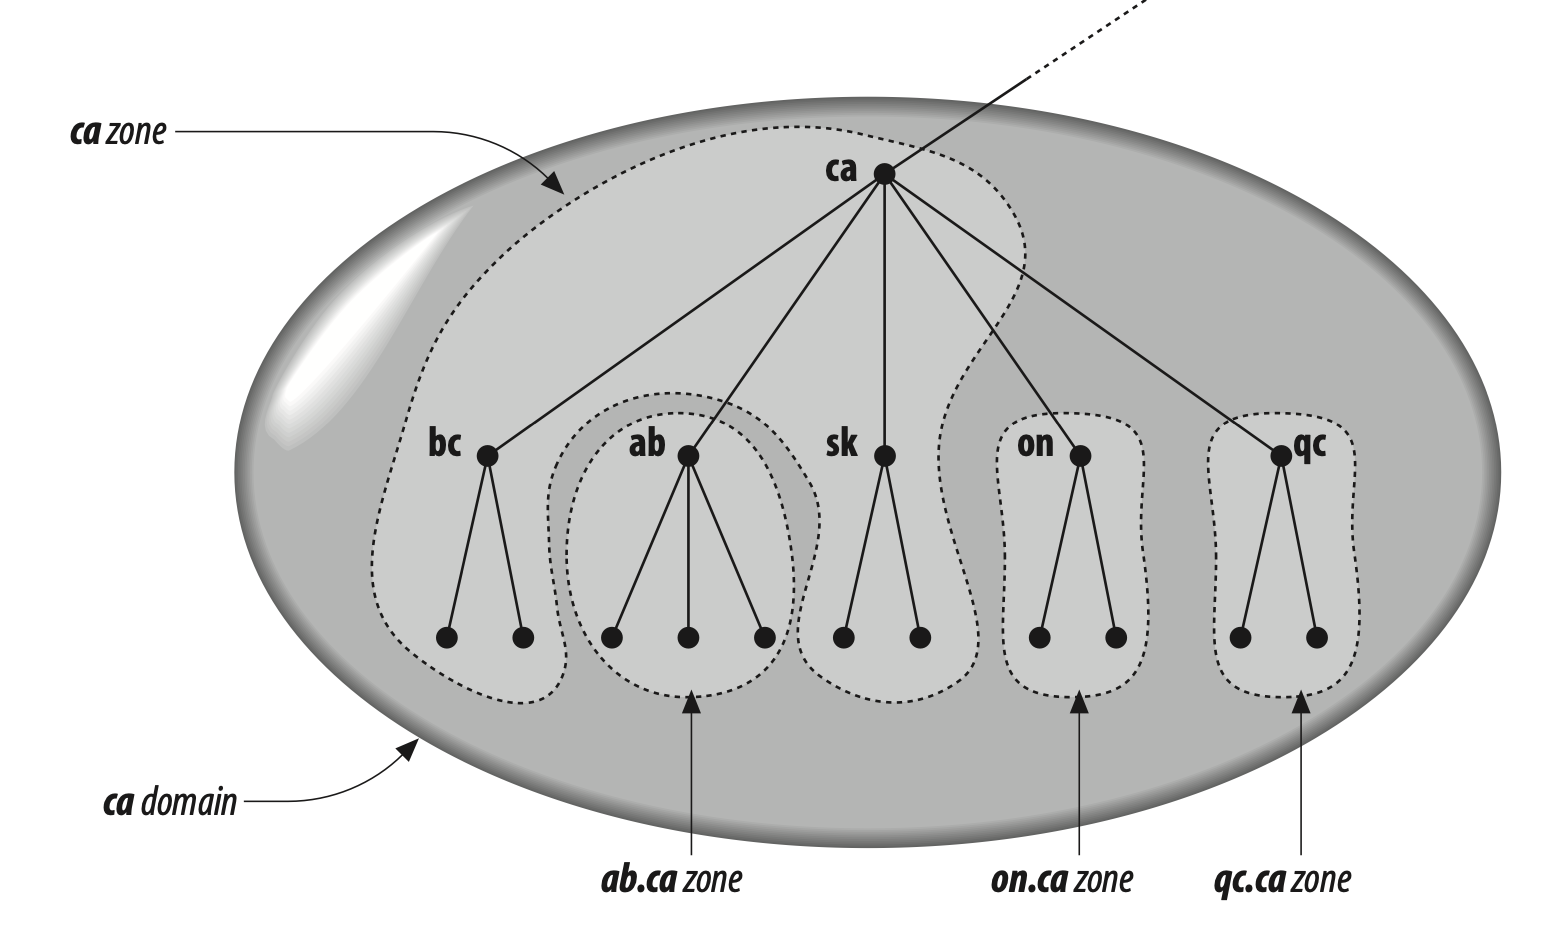 ca zone
ca
bc
ab
sk
on
qc
ca domain
ab.ca zone
on.ca zone
qc.ca zone